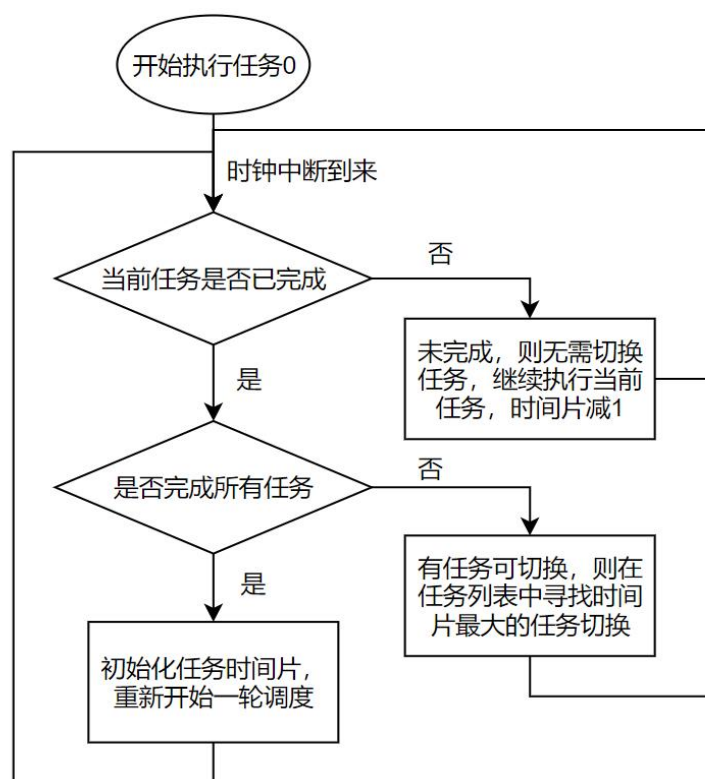 开始执行任务0
时钟中断到来
当前任务是否已完成
否
未完成，则无需切换
任务，继续执行当前
任务，时间片减1
是
是否完成所有任务
否
有任务可切换，则在
任务列表中寻找时间
片最大的任务切换
是
初始化任务时间片，
重新开始一轮调度